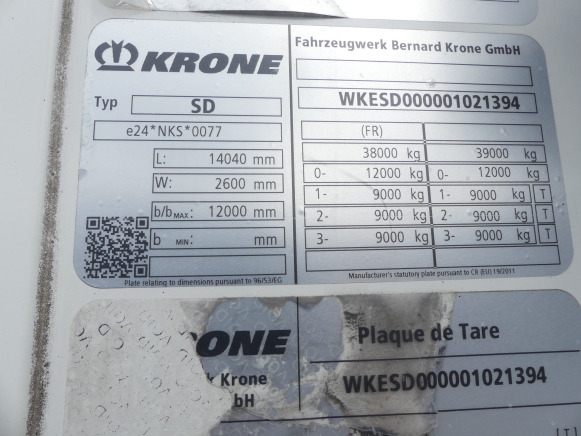 KRONE
Fahrzeugwerk Bernard Krone GmbH
Typ SD
WKESD000001021394
e24*NKS*0077
(FR)
L: 14040 mm
38000 kg 39000 kg
W: 2600 mm
0- 12000 kg 0- 12000 kg
b/b MAX: 12000 mm
1- 9000 kg 1- 9000 kg T
b MIN: mm
2- 9000 kg 2- 9000 kg T
3- 9000 kg 3- 9000 kg T
Plate relating to dimensions pursuant to 96/53/EG
Manufacturer's statutory plate pursuant to CR (EU) 19/2011
ONE
Plaque de Tare
Krone
WKESD000001021394
bH